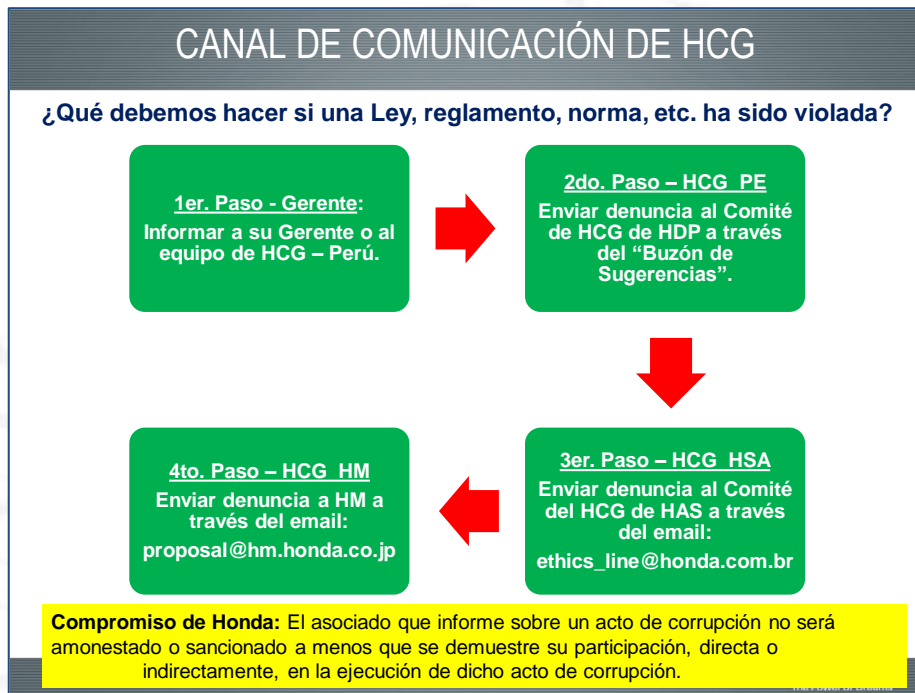 CANAL DE COMUNICACIÓN DE HCG
¿Qué debemos hacer si una Ley, reglamento, norma, etc. ha sido violada?
1er. Paso - Gerente:
Informar a su Gerente o al
equipo de HCG – Perú.
2do. Paso – HCG PE
Enviar denuncia al Comité
de HCG de HDP a través
del “Buzón de
Sugerencias”.
3er. Paso – HCG HSA
Enviar denuncia al Comité
del HCG de HAS a través
del email:
ethics_line@honda.com.br
4to. Paso – HCG HM
Enviar denuncia a HM a
través del email:
proposal@hm.honda.co.jp
Compromiso de Honda: El asociado que informe sobre un acto de corrupción no será
amonestado o sancionado a menos que se demuestre su participación, directa o
indirectamente, en la ejecución de dicho acto de corrupción.